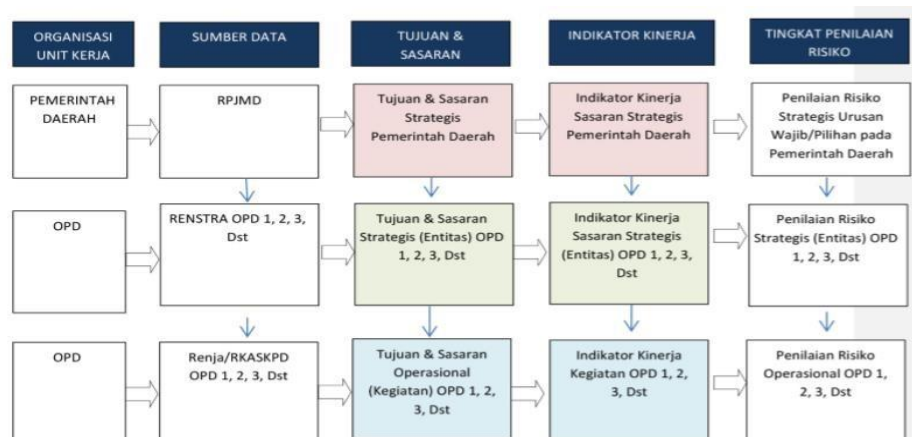 ORGANISASI
UNIT KERJA
SUMBER DATA
TUJUAN &
SASARAN
INDIKATOR KINERJA
TINGKAT PENILAIAN
RISIKO
PEMERINTAH
DAERAH
RPJMD
Tujuan & Sasaran
Strategis
Pemerintah Daerah
Indikator Kinerja
Sasaran Strategis
Pemerintah Daerah
Penilaian Risiko
Strategis Urusan
Wajib/Pilihan pada
Pemerintah Daerah
OPD
RENSTRA OPD 1, 2, 3,
Dst
Tujuan & Sasaran
Strategis (Entitas) OPD
1, 2, 3, Dst
Indikator Kinerja
Sasaran Strategis
(Entitas) OPD 1, 2, 3,
Dst
Penilaian Risiko
Strategis (Entitas) OPD
1, 2, 3, Dst
OPD
Renja/RKASKPD
OPD 1, 2, 3, Dst
Tujuan & Sasaran
Operasional
(Kegiatan) OPD 1, 2,
3, Dst
Indikator Kinerja
Kegiatan OPD 1, 2,
3, Dst
Penilaian Risiko
Operasional OPD 1,
2, 3, Dst